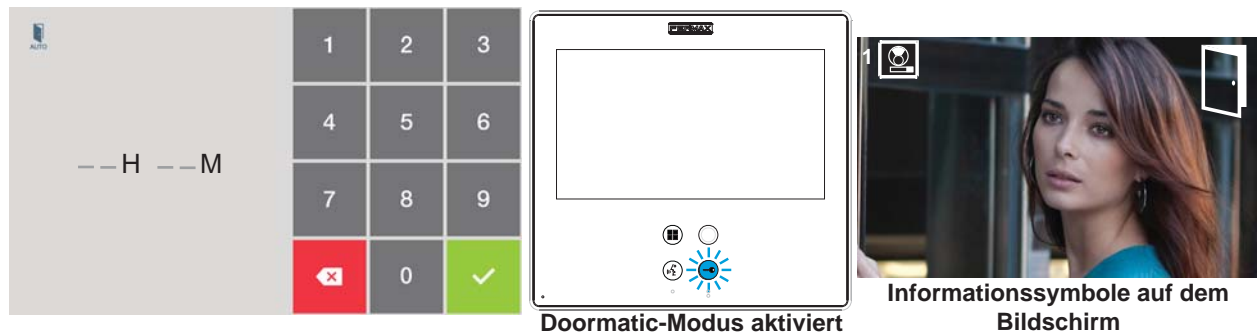 AUTO
_ _ H _ _ M
1 2 3
4 5 6
7 8 9
0
FERMAX
Doormatic-Modus aktiviert
1
Informationssymbole auf dem
Bildschirm